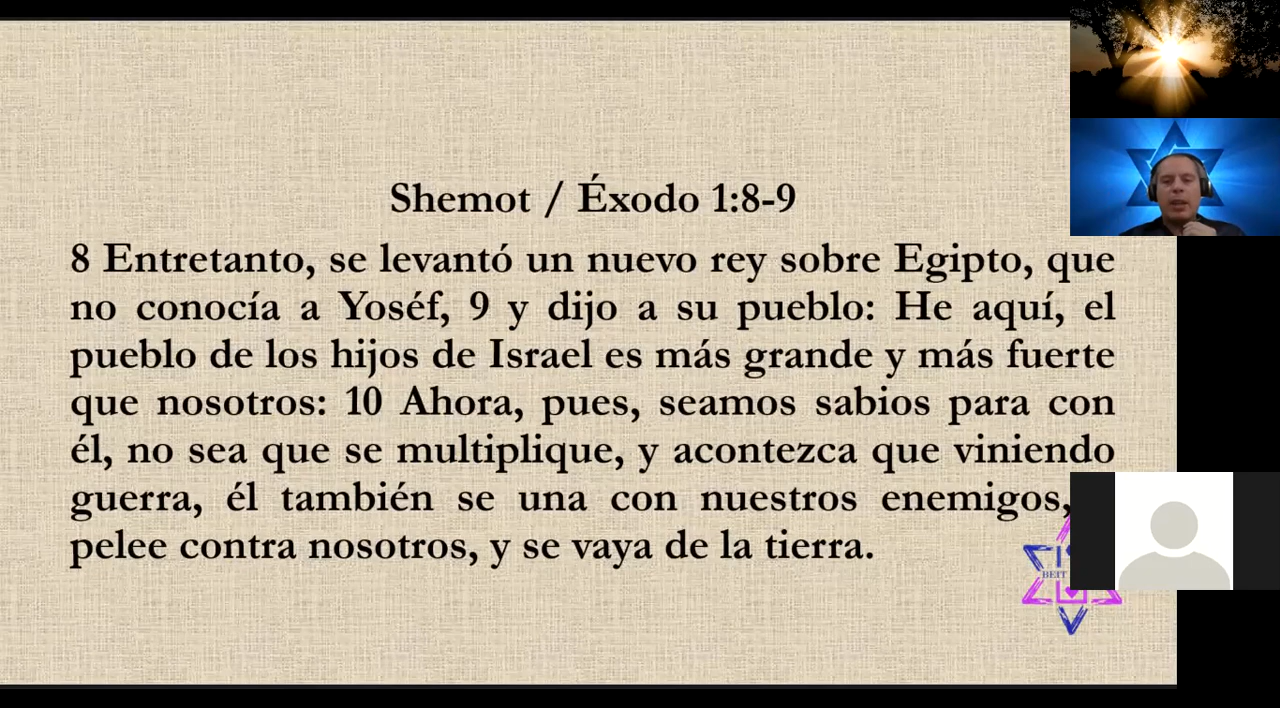 Shemot / Éxodo 1:8-9
8 Entretanto, se levantó un nuevo rey sobre Egipto, que
no conocía a Yoséf, 9 y dijo a su pueblo: He aquí, el
pueblo de los hijos de Israel es más grande y más fuerte
que nosotros: 10 Ahora, pues, seamos sabios para con
él, no sea que se multiplique, y acontezca que viniendo
guerra, él también se una con nuestros enemigos,
pelee contra nosotros, y se vaya de la tierra.
BEIT